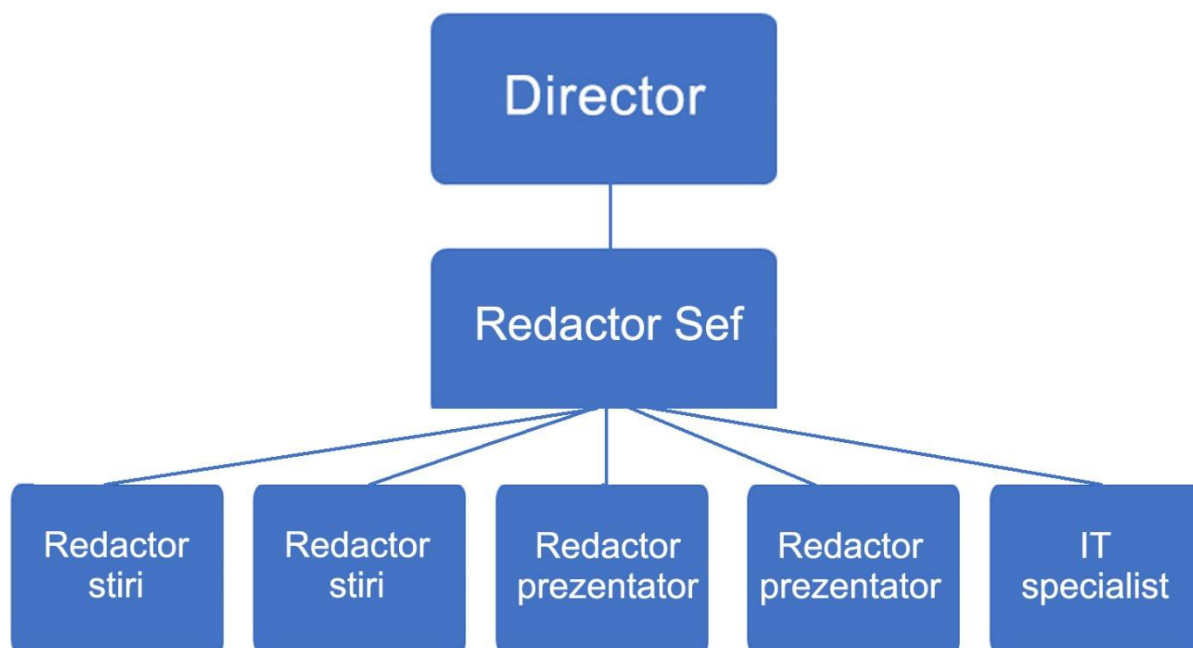 Director
Redactor Sef
Redactor
stiri
Redactor
stiri
Redactor
prezentator
Redactor
prezentator
IT
specialist